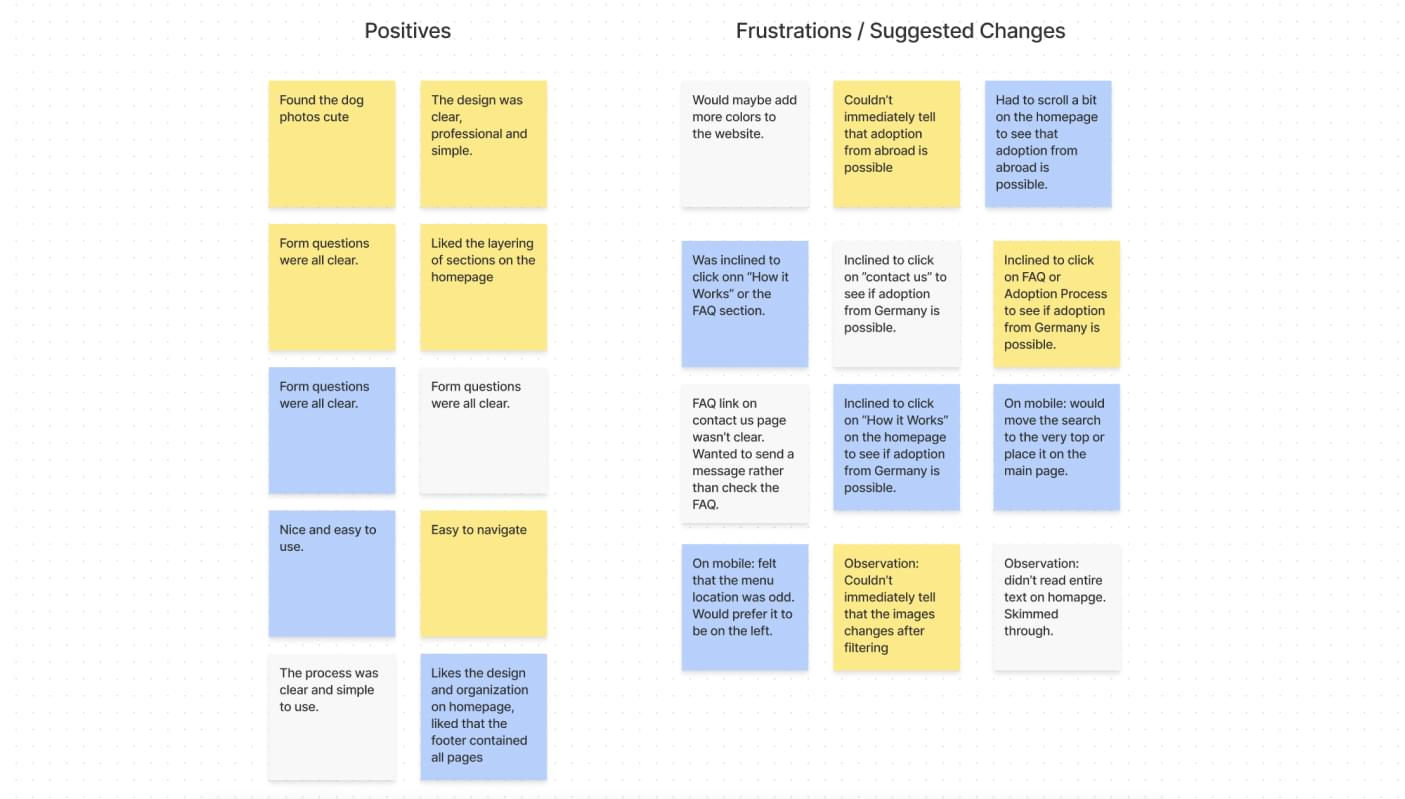 Positives
Frustrations / Suggested Changes
Found the dog
photos cute
The design was
clear,
professional and
simple.
Form questions
were all clear.
Liked the layering
of sections on the
homepage
Form questions
were all clear.
Form questions
were all clear.
Nice and easy to
use.
Easy to navigate
The process was
clear and simple
to use.
Likes the design
and organization
on homepage,
liked that the
footer contained
all pages
Would maybe add
more colors to
the website.
Couldn’t
immediately tell
that adoption
from abroad is
possible
Had to scroll a bit
on the homepage
to see that
adoption from
abroad is
possible.
Was inclined to
click onn “How it
Works” or the
FAQ section.
Inclined to click
on “contact us” to
see if adoption
from Germany is
possible.
Inclined to click
on FAQ or
Adoption Process
to see if adoption
from Germany is
possible.
FAQ link on
contact us page
wasn’t clear.
Wanted to send a
message rather
than check the
FAQ.
Inclined to click
on “How it Works”
on the homepage
to see if adoption
from Germany is
possible.
On mobile: would
move the search
to the very top or
place it on the
main page.
On mobile: felt
that the menu
location was odd.
Would prefer it to
be on the left.
Observation:
Couldn’t
immediately tell
that the images
changes after
filtering
Observation:
didn’t read entire
text on homapge.
Skimmed
through.